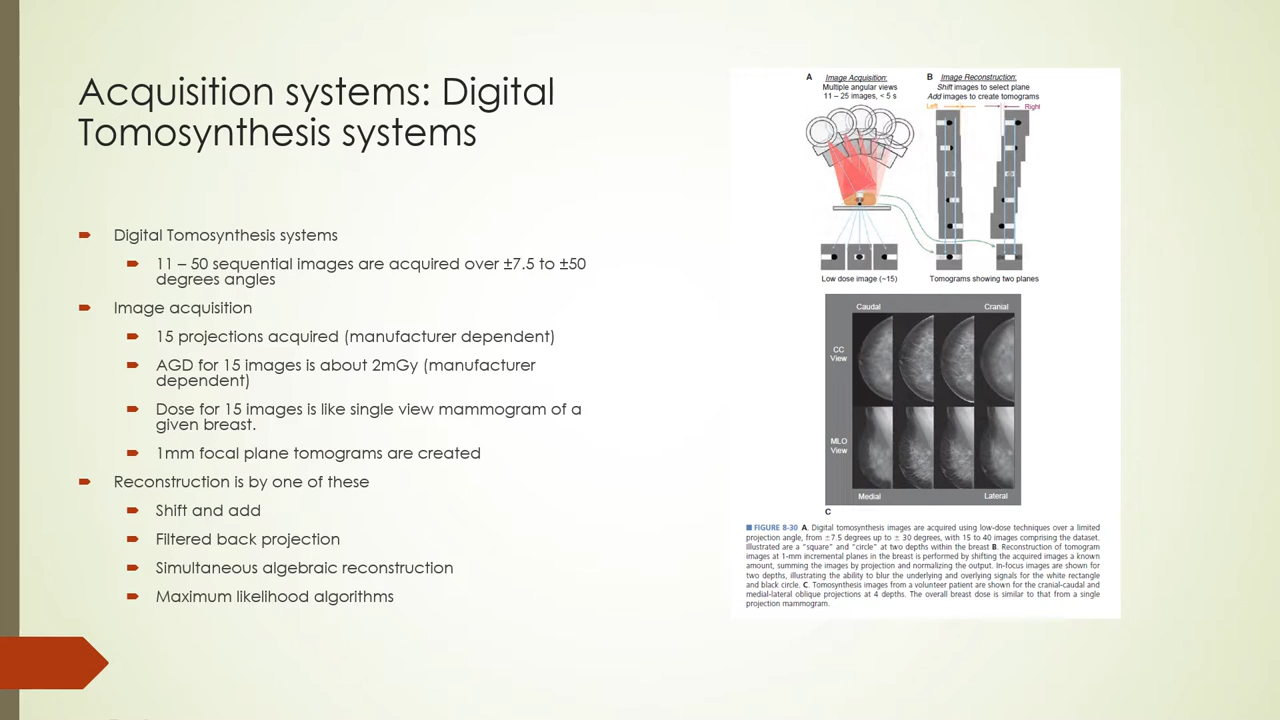 Acquisition systems: Digital
Tomosynthesis systems
Digital Tomosynthesis systems
11 – 50 sequential images are acquired over ±7.5 to ±50
degrees angles
Image acquisition
15 projections acquired (manufacturer dependent)
AGD for 15 images is about 2mGy (manufacturer
dependent)
Dose for 15 images is like single view mammogram of a
given breast.
1mm focal plane tomograms are created
Reconstruction is by one of these
Shift and add
Filtered back projection
Simultaneous algebraic reconstruction
Maximum likelihood algorithms
A Image Acquisition:
Multiple angular views
11 – 25 images, < 5 s
B Image Reconstruction:
Shift images to select plane
Add images to create tomograms
Left Right
Low dose image (~15)
Tomograms showing two planes
Caudal Cranial
CC
View
MLO
View
Medial Lateral
C
FIGURE 8-30 A. Digital tomosynthesis images are acquired using low-dose techniques over a limited
projection angle, from ±7.5 degrees up to ± 30 degrees, with 15 to 40 images comprising the dataset.
Illustrated are a "square" and "circle" at two depths within the breast B. Reconstruction of tomogram
images at 1-mm incremental planes in the breast is performed by shifting the acquired images a known
amount, summing the images by projection and normalizing the output. In-focus images are shown for
two depths, illustrating the ability to blur the underlying and overlying signals for the white rectangle
and black circle. C. Tomosynthesis images from a volunteer patient are shown for the cranial-caudal and
medial-lateral oblique projections at 4 depths. The overall breast dose is similar to that from a single
projection mammogram.